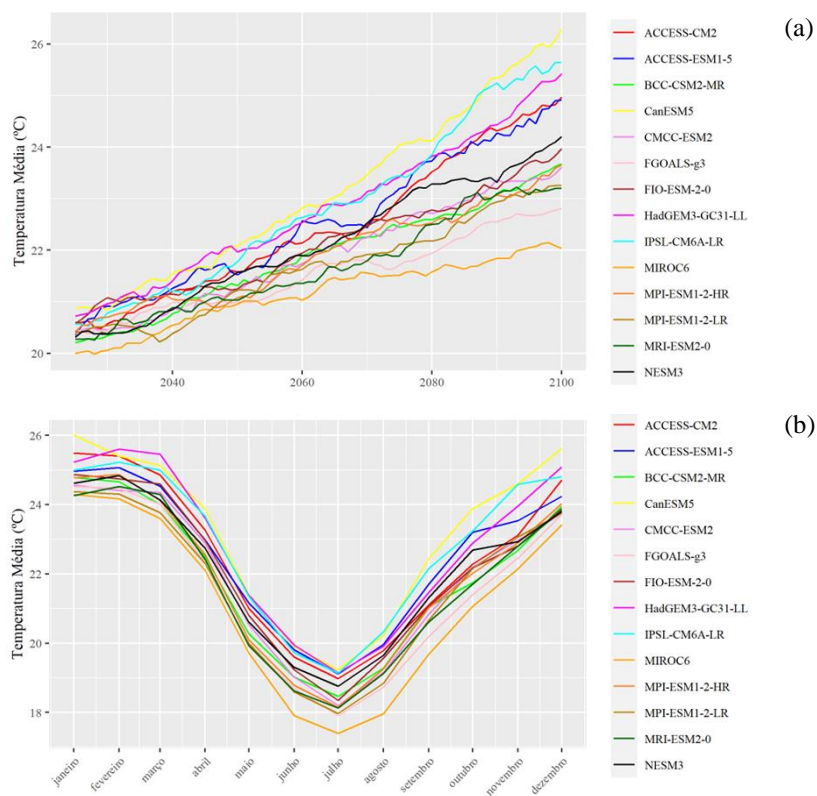 (a)
Temperatura Média (ºC)
26
24
22
20
2040
2060
2080
2100
ACCESS-CM2
ACCESS-ESM1-5
BCC-CSM2-MR
CanESM5
CMCC-ESM2
FGOALS-g3
FIO-ESM-2-0
HadGEM3-GC31-LL
IPSL-CM6A-LR
MIROC6
MPI-ESM1-2-HR
MPI-ESM1-2-LR
MRI-ESM2-0
NESM3
(b)
Temperatura Média (ºC)
26
24
22
20
18
janeiro
fevereiro
março
abril
maio
junho
julho
agosto
setembro
outubro
novembro
dezembro
ACCESS-CM2
ACCESS-ESM1-5
BCC-CSM2-MR
CanESM5
CMCC-ESM2
FGOALS-g3
FIO-ESM-2-0
HadGEM3-GC31-LL
IPSL-CM6A-LR
MIROC6
MPI-ESM1-2-HR
MPI-ESM1-2-LR
MRI-ESM2-0
NESM3